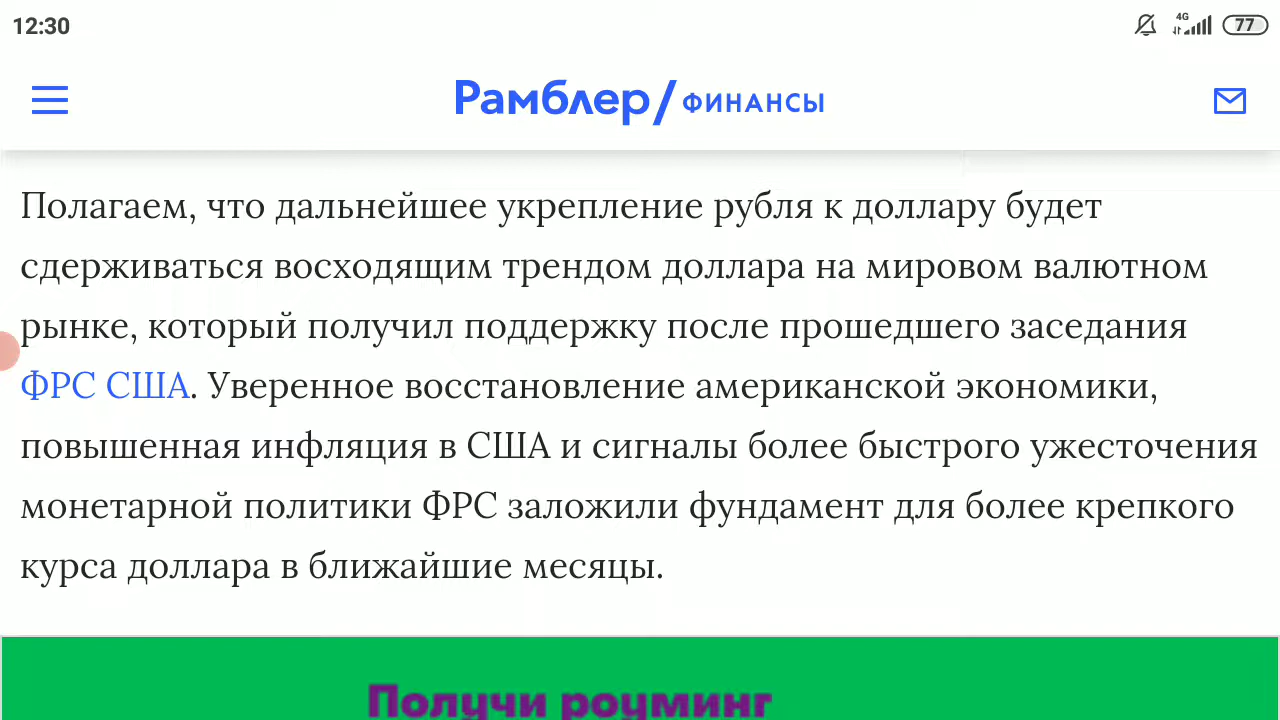 12:30
4G
77
Рамблер/ФИНАНСЫ
Полагаем, что дальнейшее укрепление рубля к доллару будет
сдерживаться восходящим трендом доллара на мировом валютном
рынке, который получил поддержку после прошедшего заседания
ФРС США. Уверенное восстановление американской экономики,
повышенная инфляция в США и сигналы более быстрого ужесточения
монетарной политики ФРС заложили фундамент для более крепкого
курса доллара в ближайшие месяцы.
Получи роуминг